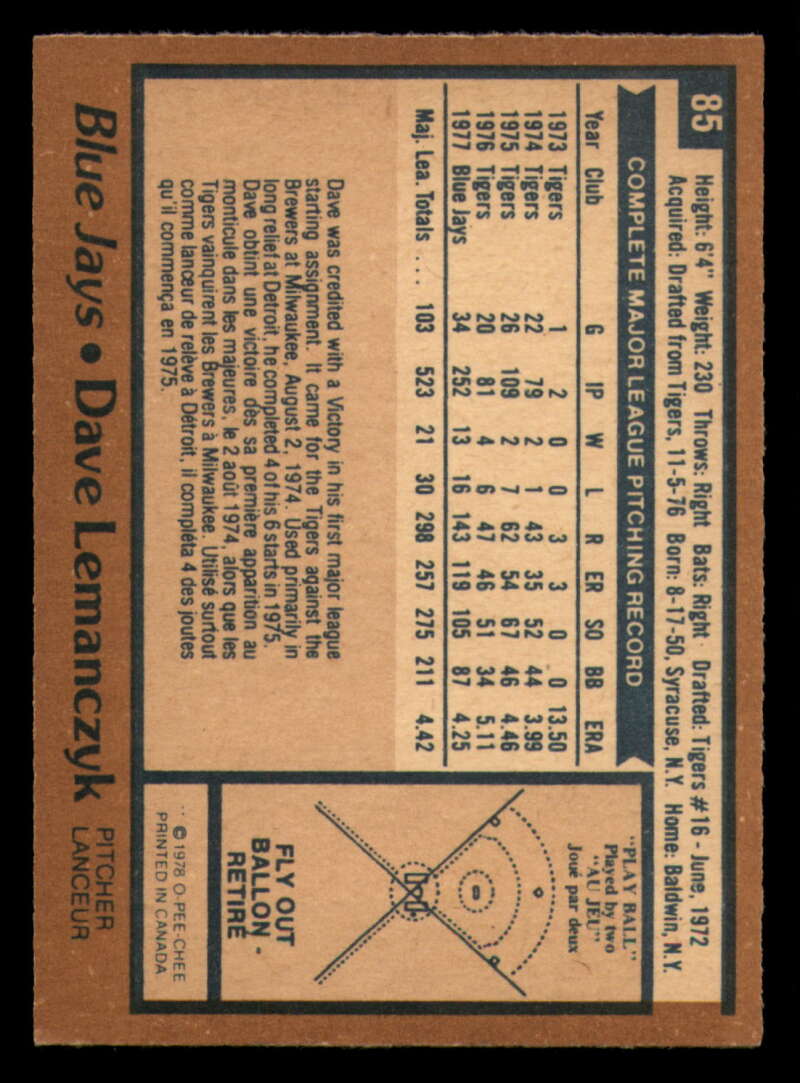 85
Height: 6'4" Weight: 230 Throws: Right Bats: Right · Drafted: Tigers #16 - June, 1972
Acquired: Drafted from Tigers, 11-5-76 Born: 8-17-50, Syracuse, N.Y. Home: Baldwin, N.Y.
COMPLETE MAJOR LEAGUE PITCHING RECORD
Year Club G IP W L R ER SO BB ERA
1973 Tigers 1 2 0 0 3 3 0 0 13.50
1974 Tigers 22 79 2 1 43 35 52 44 3.99
1975 Tigers 26 109 2 7 62 54 67 46 4.46
1976 Tigers 20 81 4 6 47 46 51 34 5.11
1977 Blue Jays 34 252 13 16 143 119 105 87 4.25
Maj. Lea. Totals . . . 103 523 21 30 298 257 275 211 4.42
Dave was credited with a Victory in his first major league
starting assignment. It came for the Tigers against the
Brewers at Milwaukee, August 2, 1974. Used primarily in
long relief at Detroit, he completed 4 of his 6 starts in 1975.
Dave obtint une victoire dès sa première apparition au
monticule dans les majeures, le 2 août 1974, alors que les
Tigers vainquirent les Brewers à Milwaukee. Utilisé surtout
comme lanceur de relève à Détroit, il compléta 4 des joutes
qu'il commença en 1975.
"PLAY BALL"
Played by two
"AU JEU"
Joué par deux
FLY OUT
BALLON -
RETIRÉ
© 1978 O-PEE-CHEE
PRINTED IN CANADA
Blue Jays • Dave Lemanczyk
PITCHER
LANCEUR